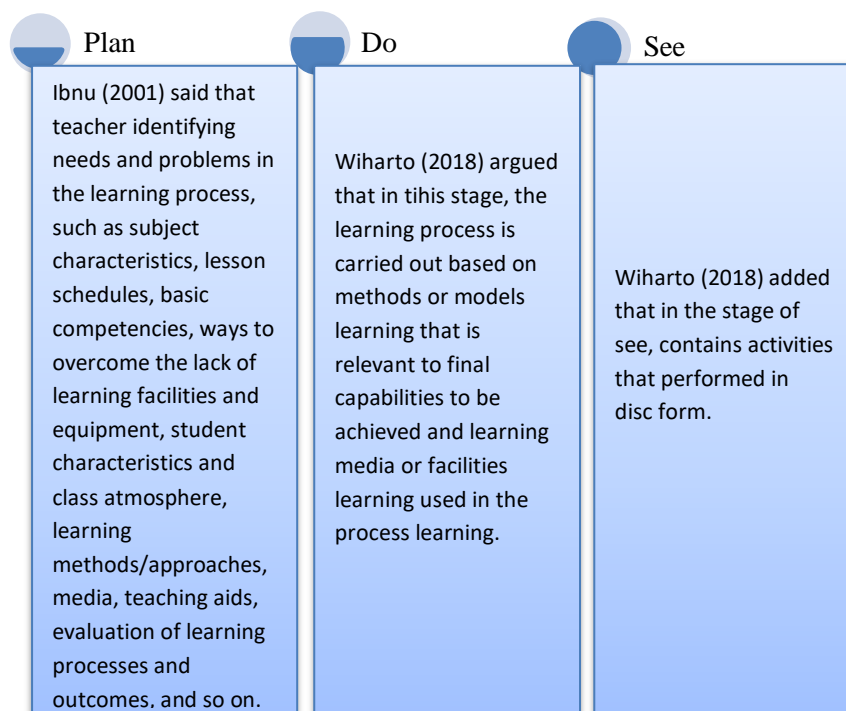 Plan
Ibnu (2001) said that
teacher identifying
needs and problems in
the learning process,
such as subject
characteristics, lesson
schedules, basic
competencies, ways to
overcome the lack of
learning facilities and
equipment, student
characteristics and
class atmosphere,
learning
methods/approaches,
media, teaching aids,
evaluation of learning
processes and
outcomes, and so on.
Do
Wiharto (2018) argued
that in tihis stage, the
learning process is
carried out based on
methods or models
learning that is
relevant to final
capabilities to be
achieved and learning
media or facilities
learning used in the
process learning.
See
Wiharto (2018) added
that in the stage of
see, contains activities
that performed in
disc form.